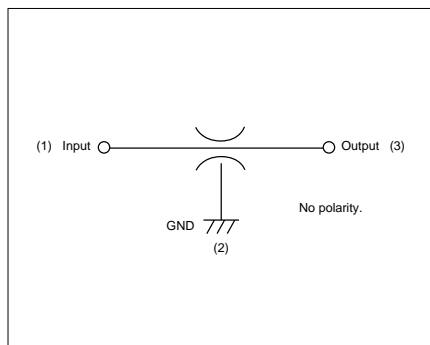 (1) Input Output (3)
No polarity.
GND
(2)